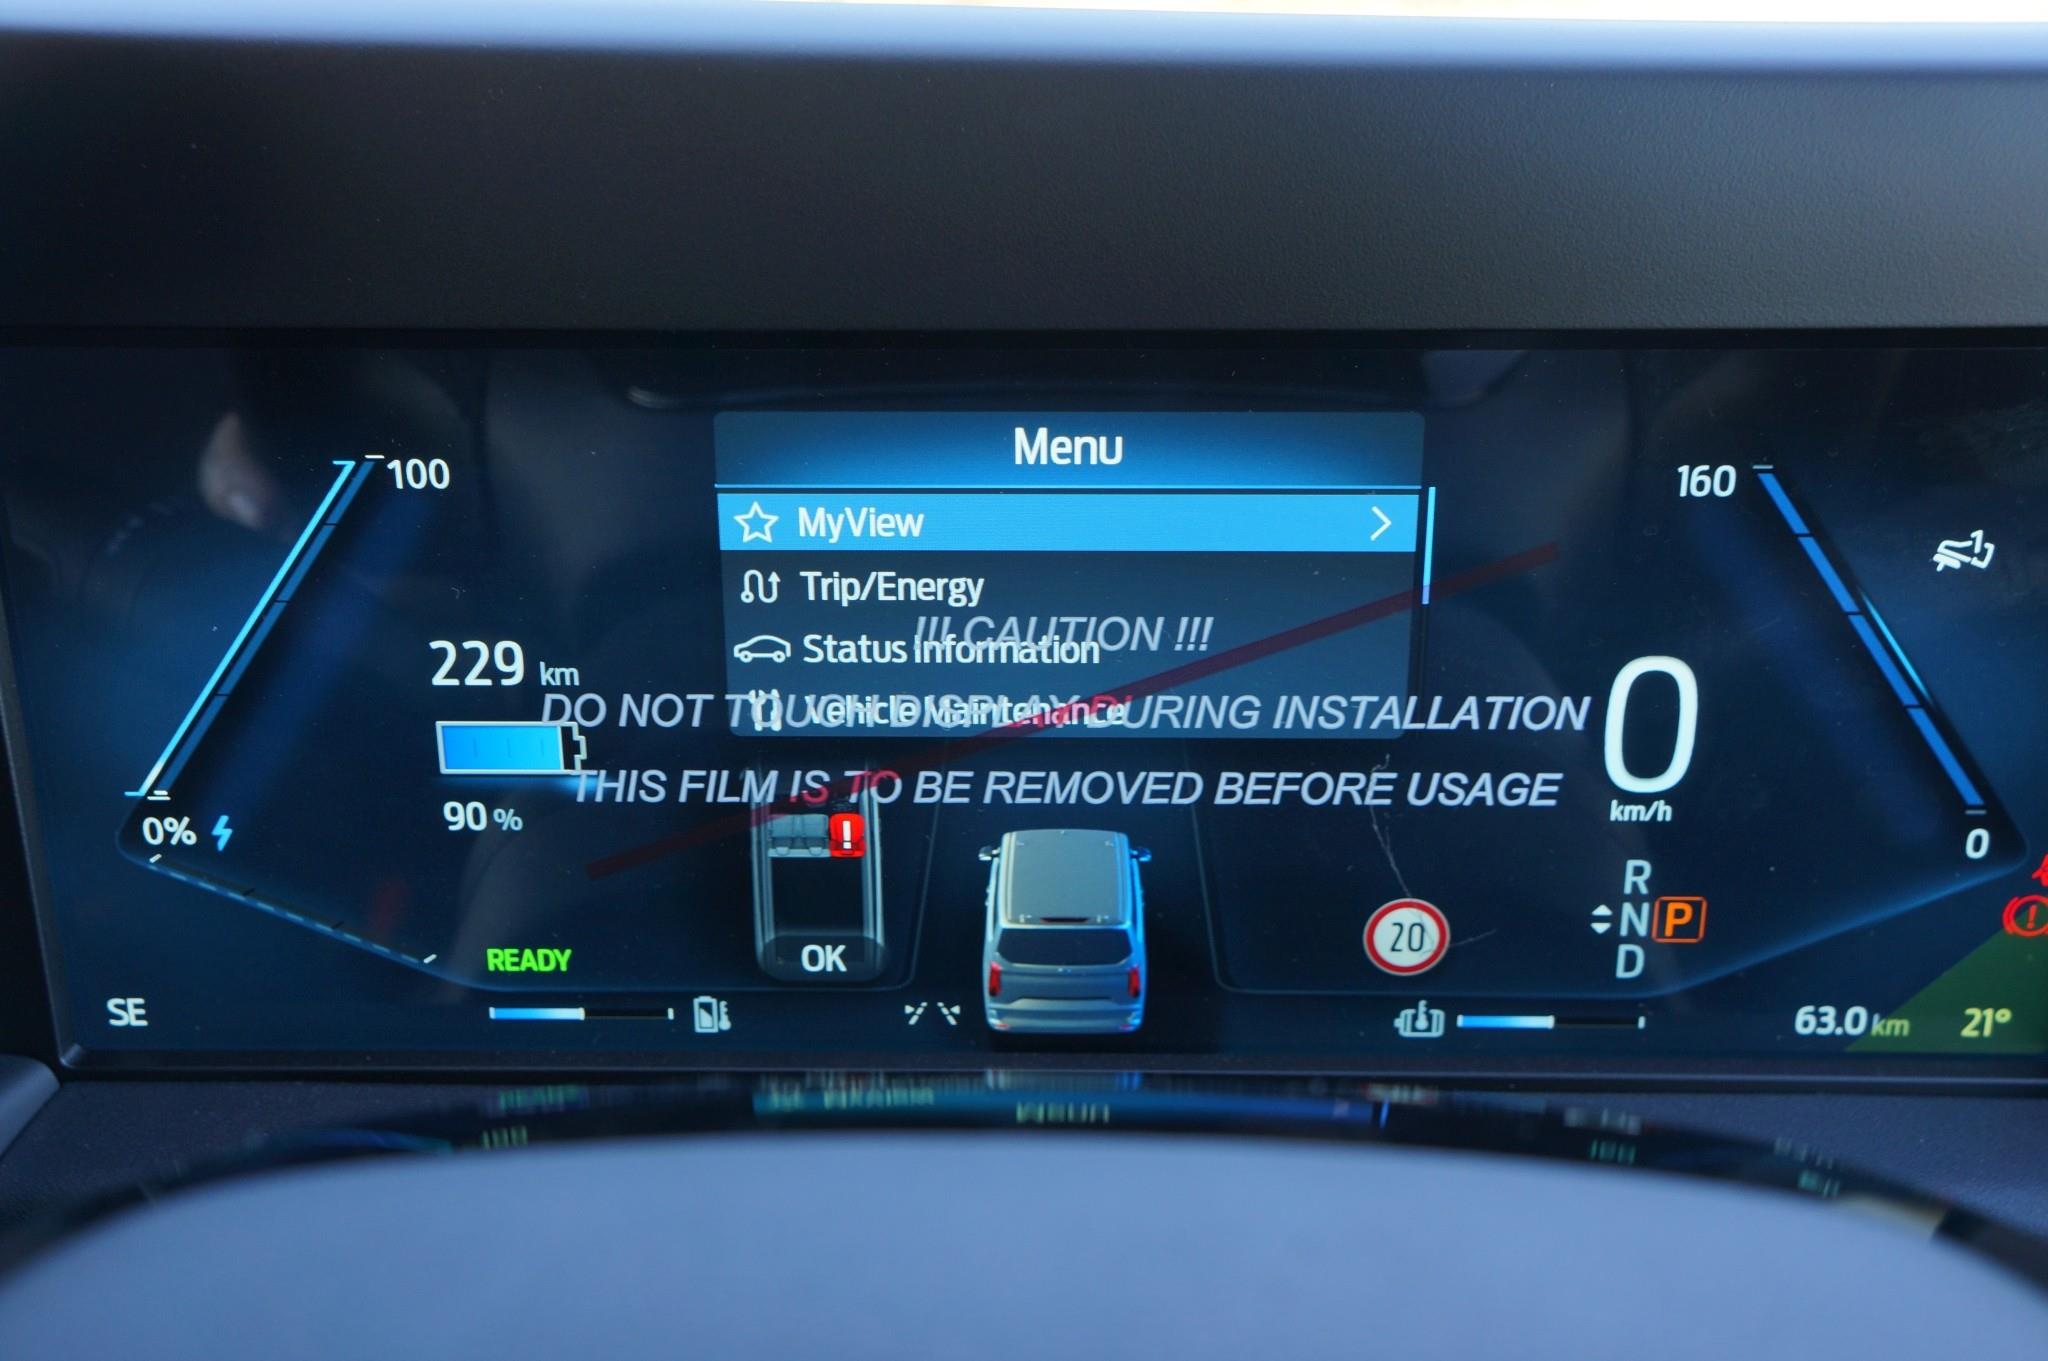 Menu
100
160
MyView
Trip/Energy
!!! CAUTION !!!
Status Information
229 km
DO NOT TOUCH DISPLAY DURING INSTALLATION
Vehicle Maintenance
0
km/h
THIS FILM IS TO BE REMOVED BEFORE USAGE
90 %
0%
0
R
N P
D
20
READY
OK
SE
63.0 km
21°